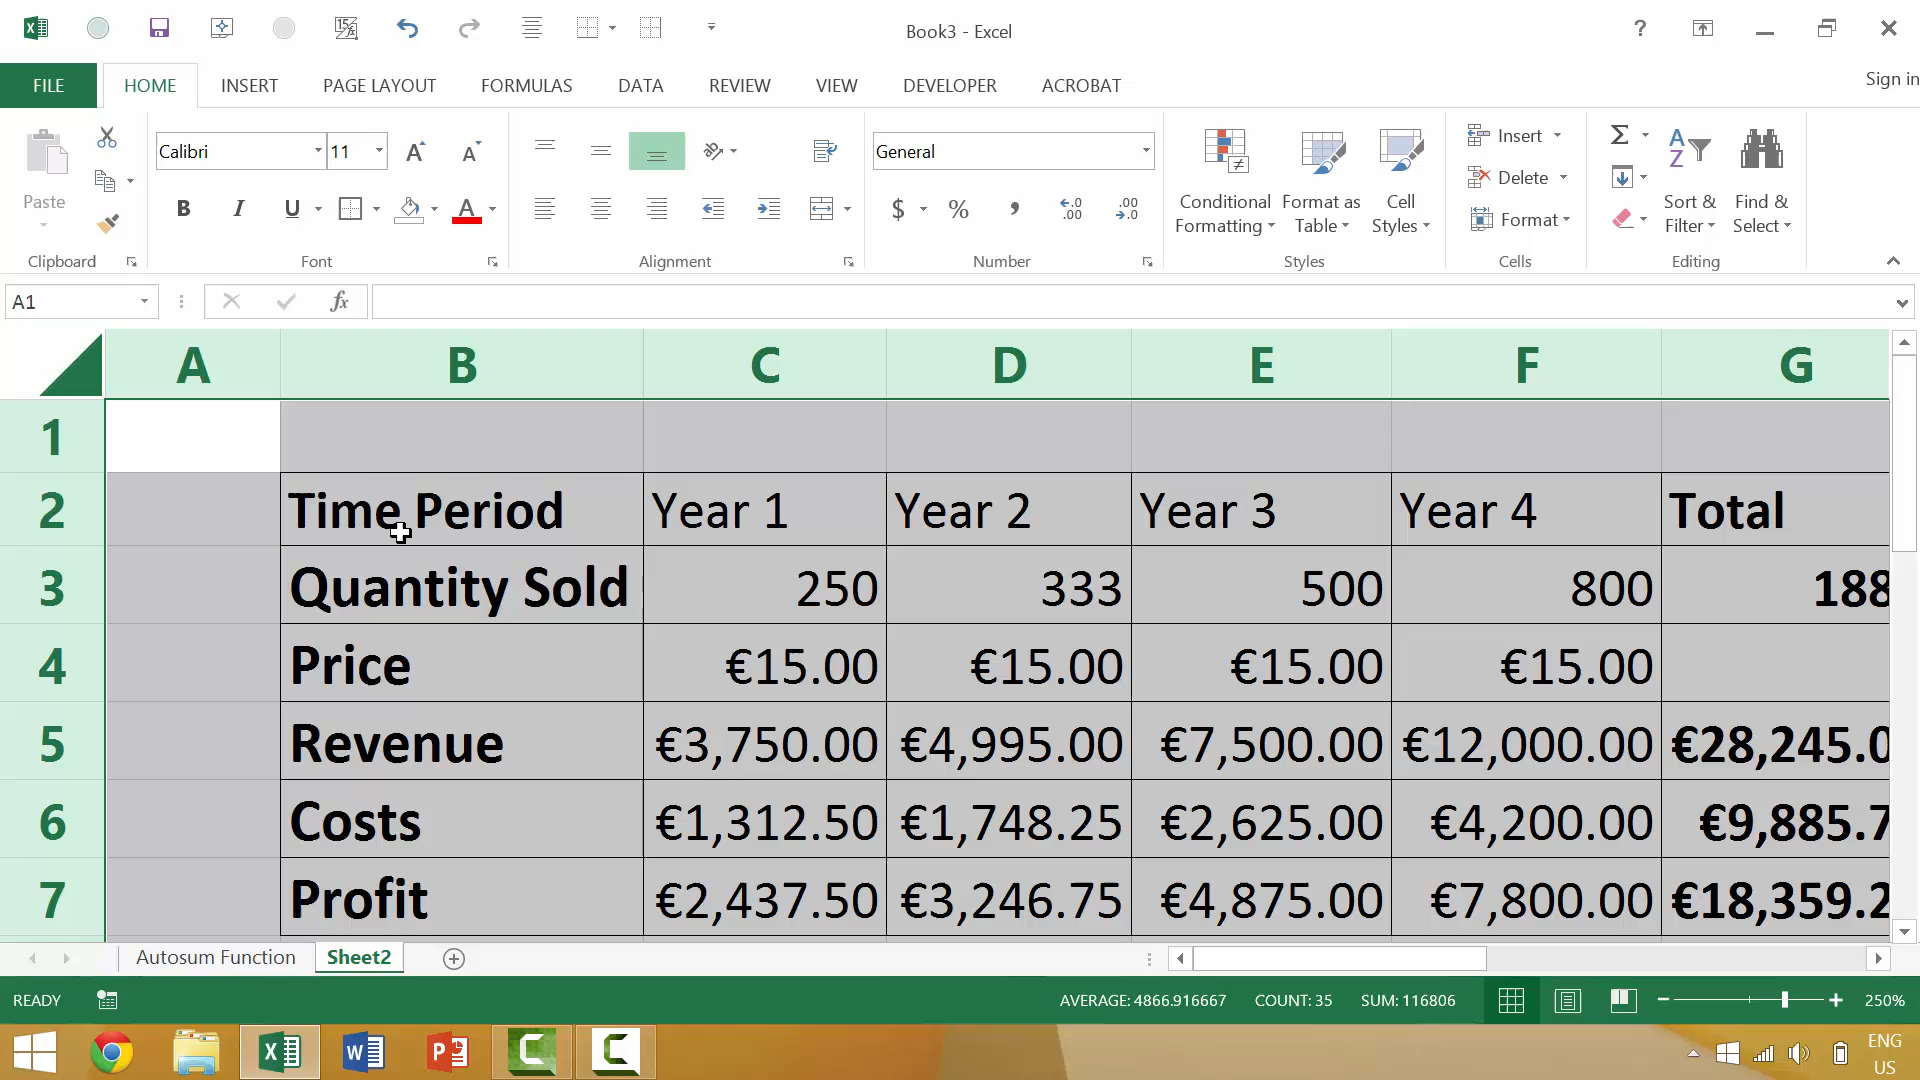 Book3 - Excel
?
Sign in
FILE HOME INSERT PAGE LAYOUT FORMULAS DATA REVIEW VIEW DEVELOPER ACROBAT
Paste
Clipboard
Calibri 11
B I U A
Font
Alignment
General
$ % ,
Number
Conditional Formatting
Format as Table
Cell Styles
Styles
Insert
Delete
Format
Cells
Sort & Filter
Find & Select
Editing
A1 fx
A B C D E F G
1
2 Time Period Year 1 Year 2 Year 3 Year 4 Total
3 Quantity Sold 250 333 500 800 188
4 Price €15.00 €15.00 €15.00 €15.00
5 Revenue €3,750.00 €4,995.00 €7,500.00 €12,000.00 €28,245.0
6 Costs €1,312.50 €1,748.25 €2,625.00 €4,200.00 €9,885.7
7 Profit €2,437.50 €3,246.75 €4,875.00 €7,800.00 €18,359.2
Autosum Function Sheet2
READY AVERAGE: 4866.916667 COUNT: 35 SUM: 116806 250%
ENG
US